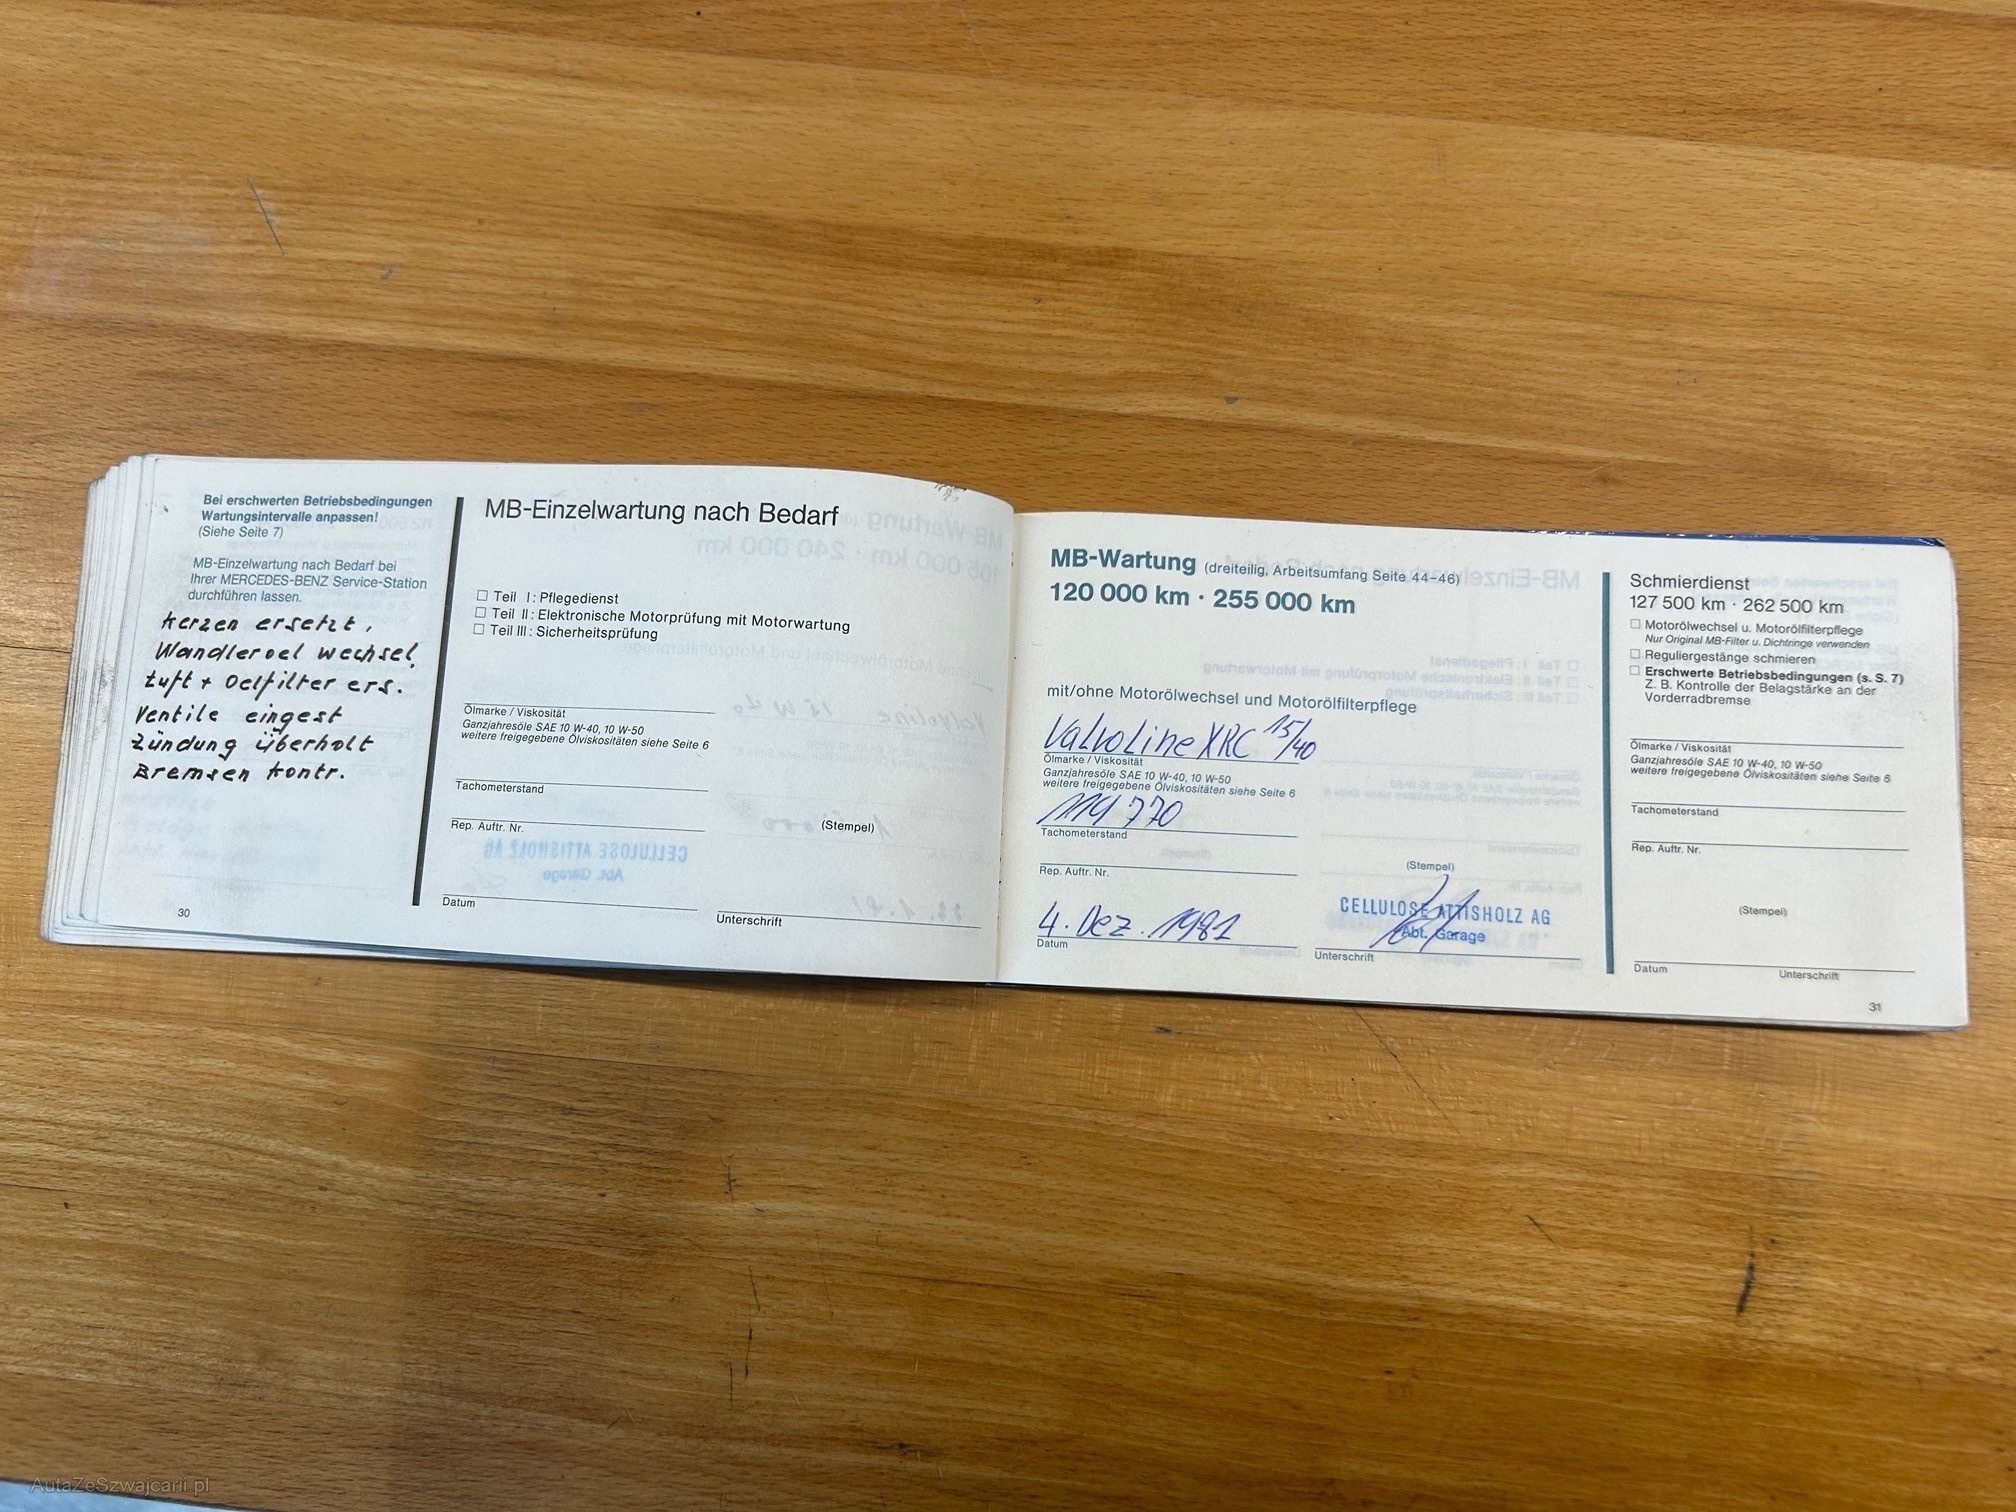 Bei erschwerten Betriebsbedingungen
Wartungsintervalle anpassen!
(Siehe Seite 7)
MB-Einzelwartung nach Bedarf bei
Ihrer MERCEDES-BENZ Service-Station
durchführen lassen.
Kerzen ersetzt,
Wandleroel wechsel,
Luft + Oelfilter ers.
Ventile eingest
Zündung Überholt
Bremsen kontr.
30
MB-Einzelwartung nach Bedarf
☐ Teil I: Pflegedienst
☐ Teil II: Elektronische Motorprüfung mit Motorwartung
☐ Teil III: Sicherheitsprüfung
Ölmarke / Viskosität
Ganzjahresöle SAE 10 W-40, 10 W-50
weitere freigegebene Ölviskositäten siehe Seite 6
Tachometerstand
Rep. Auftr. Nr.
(Stempel)
Datum
Unterschrift
MB-Wartung (dreiteilig, Arbeitsumfang Seite 44–46)
120 000 km · 255 000 km
mit/ohne Motorölwechsel und Motorölfilterpflege
Valvoline XRC 15/40
Ölmarke / Viskosität
Ganzjahresöle SAE 10 W-40, 10 W-50
weitere freigegebene Ölviskositäten siehe Seite 6
119 770
Tachometerstand
Rep. Auftr. Nr.
(Stempel)
CELLULOSE ATTISHOLZ AG
Abt. Garage
4. Dez. 1981
Datum
Unterschrift
Schmierdienst
127 500 km · 262 500 km
☐ Motorölwechsel u. Motorölfilterpflege
Nur Original MB-Filter u. Dichtringe verwenden
☐ Reguliergestänge schmieren
☐ Erschwerte Betriebsbedingungen (s. S. 7)
Z. B. Kontrolle der Belagstärke an der
Vorderradbremse
Ölmarke / Viskosität
Ganzjahresöle SAE 10 W-40, 10 W-50
weitere freigegebene Ölviskositäten siehe Seite 6
Tachometerstand
Rep. Auftr. Nr.
(Stempel)
Datum
Unterschrift
31
AutaZeSzwajcarii.pl